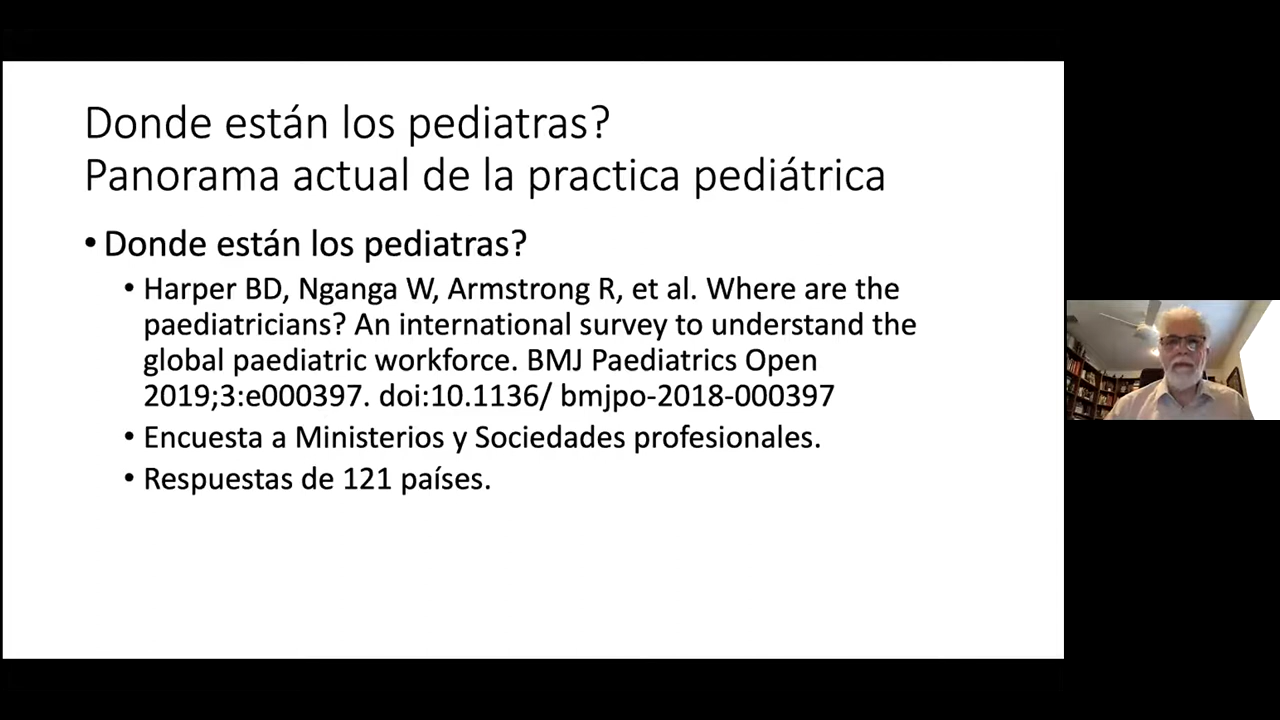 Donde están los pediatras?
Panorama actual de la practica pediátrica
• Donde están los pediatras?
• Harper BD, Nganga W, Armstrong R, et al. Where are the
paediatricians? An international survey to understand the
global paediatric workforce. BMJ Paediatrics Open
2019;3:e000397. doi:10.1136/ bmjpo-2018-000397
• Encuesta a Ministerios y Sociedades profesionales.
• Respuestas de 121 países.